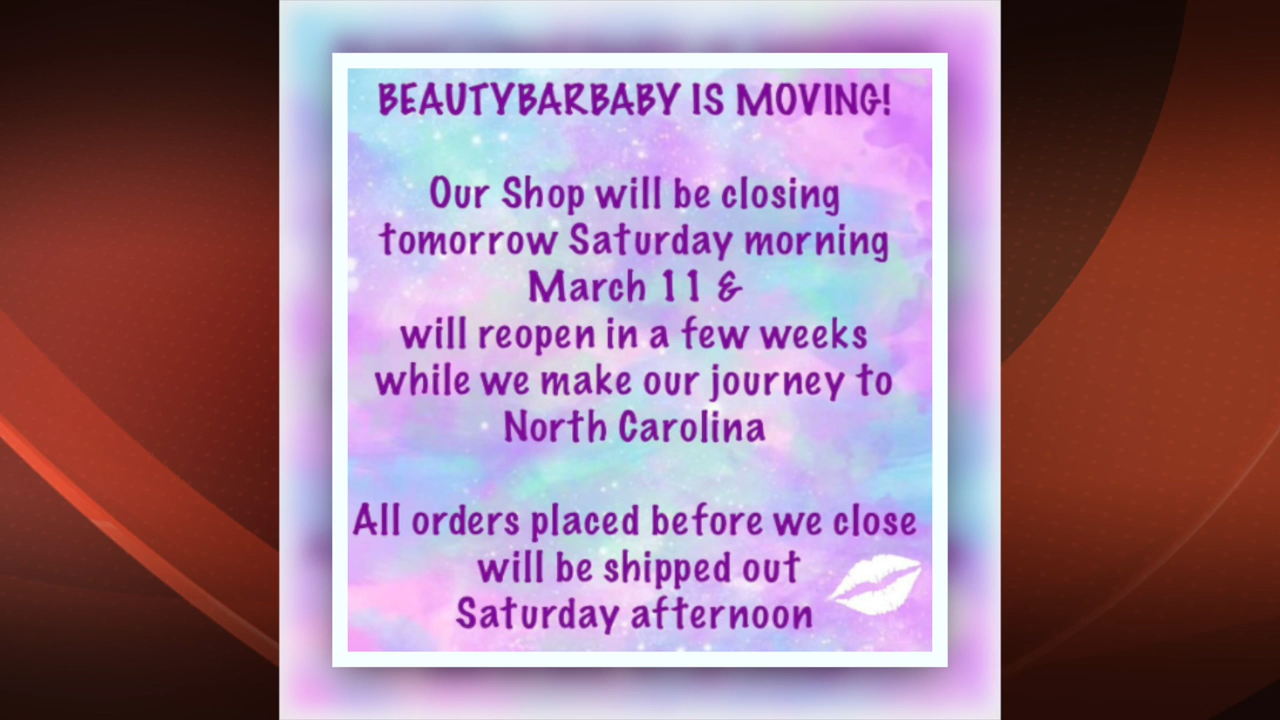 BEAUTYBARBABY IS MOVING!
Our Shop will be closing
tomorrow Saturday morning
March 11 &
will reopen in a few weeks
while we make our journey to
North Carolina
All orders placed before we close
will be shipped out
Saturday afternoon